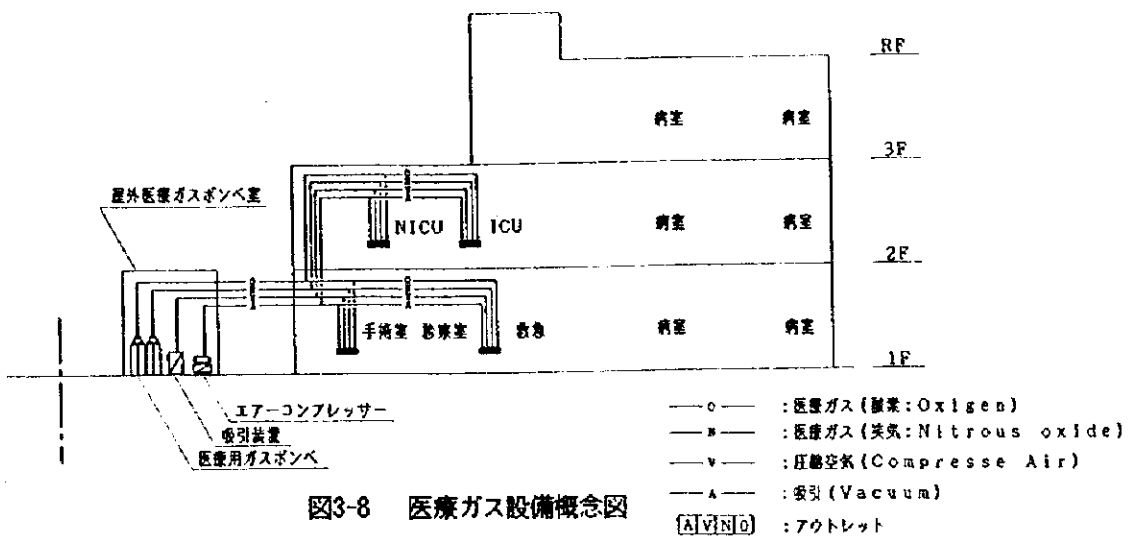 RF
病室 病室
3F
屋外医療ガスボンベ室
NICU ICU
病室 病室
2F
手術室 診療室 救急
病室 病室
1F
エアーコンプレッサー
吸引装置
医療用ガスボンベ
O :医療ガス(酸素:Oxigen)
N :医療ガス(笑気:Nitrous oxide)
V :圧縮空気(Compresse Air)
A :吸引(Vacuum)
A V N O :アウトレット
図3-8 医療ガス設備概念図